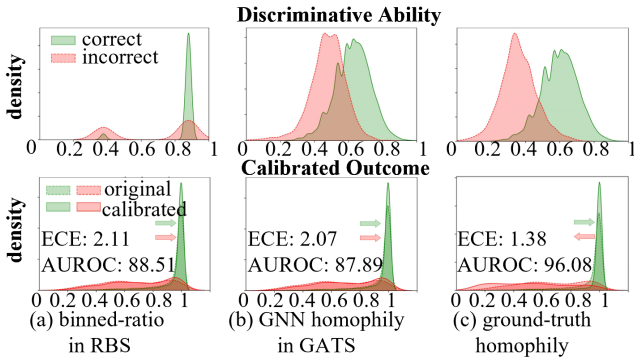 Discriminative Ability
density
correct
incorrect
0 0.2 0.4 0.6 0.8 1
0 0.2 0.4 0.6 0.8 1
0 0.2 0.4 0.6 0.8 1
Calibrated Outcome
density
original
calibrated
ECE: 2.11
AUROC: 88.51
ECE: 2.07
AUROC: 87.89
ECE: 1.38
AUROC: 96.08
0 0.2 0.4 0.6 0.8 1
0 0.2 0.4 0.6 0.8 1
0 0.2 0.4 0.6 0.8 1
(a) binned-ratio
in RBS
(b) GNN homophily
in GATS
(c) ground-truth
homophily